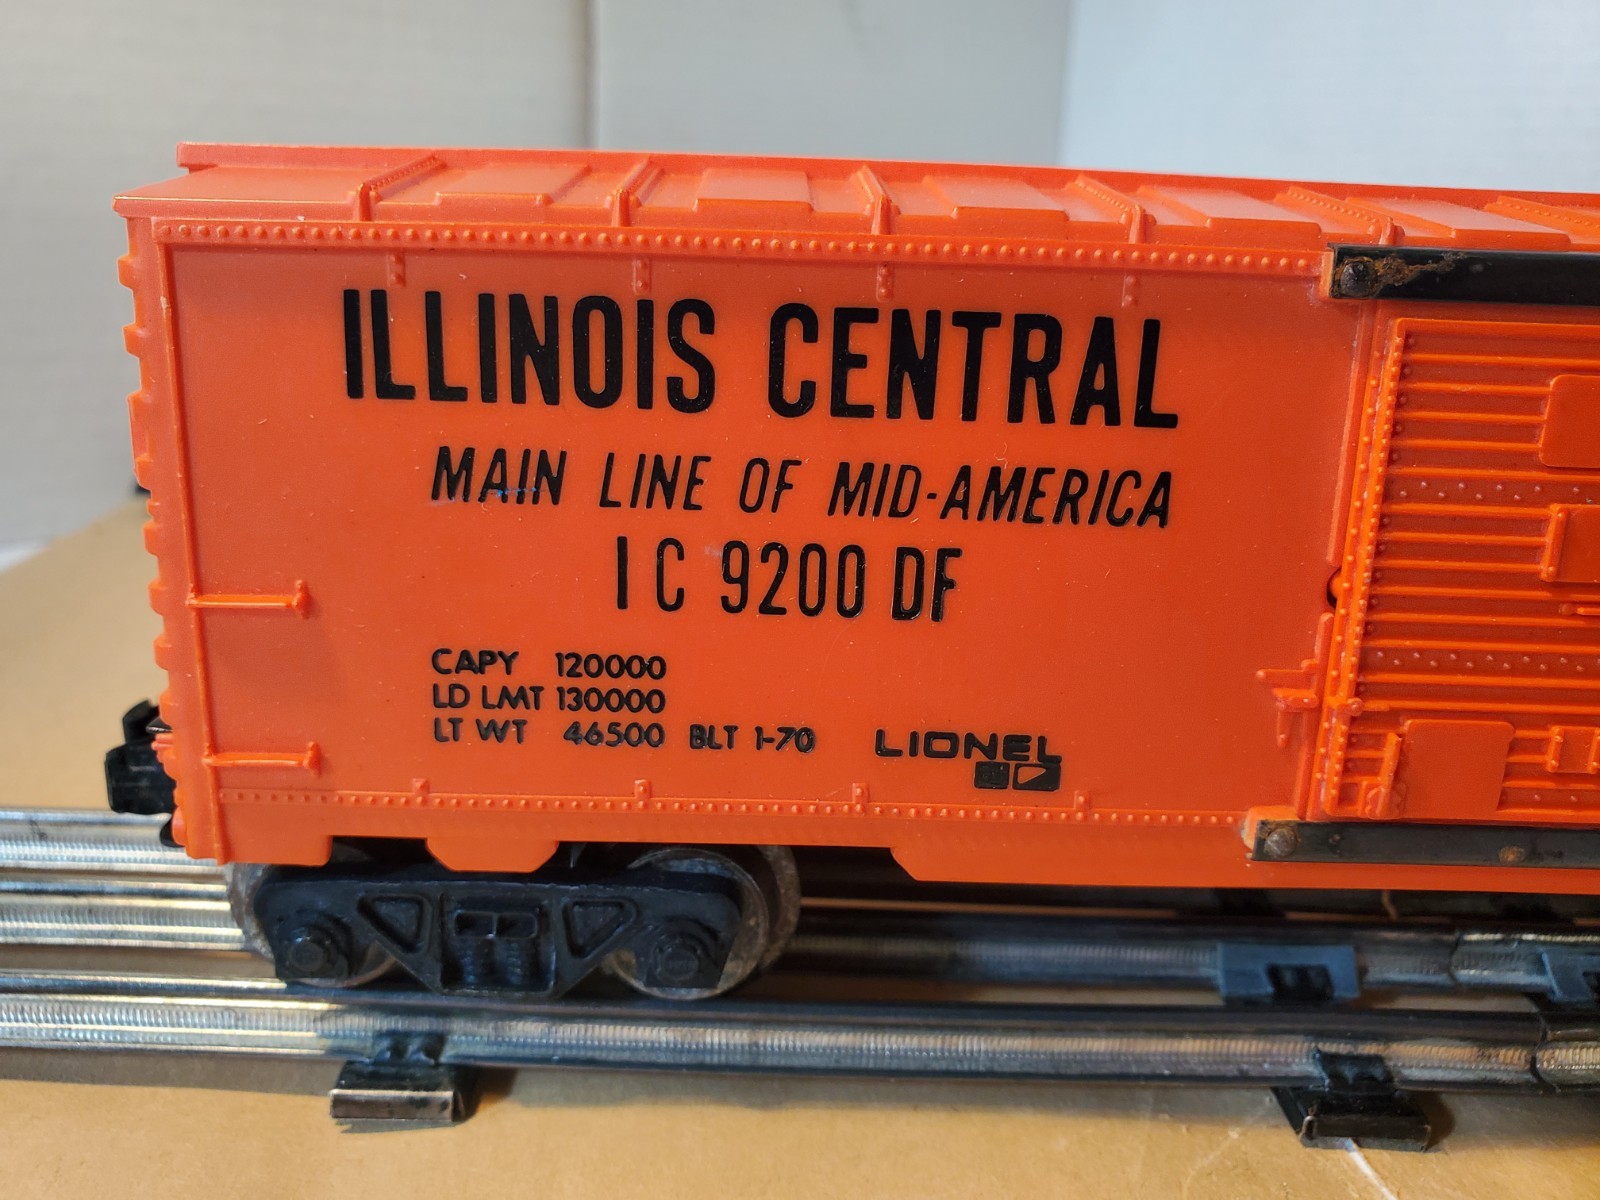 ILLINOIS CENTRAL
MAIN LINE OF MID-AMERICA
I C 9200 DF
CAPY 120000
LD LMT 130000
LT WT 46500 BLT 1-70
LIONEL